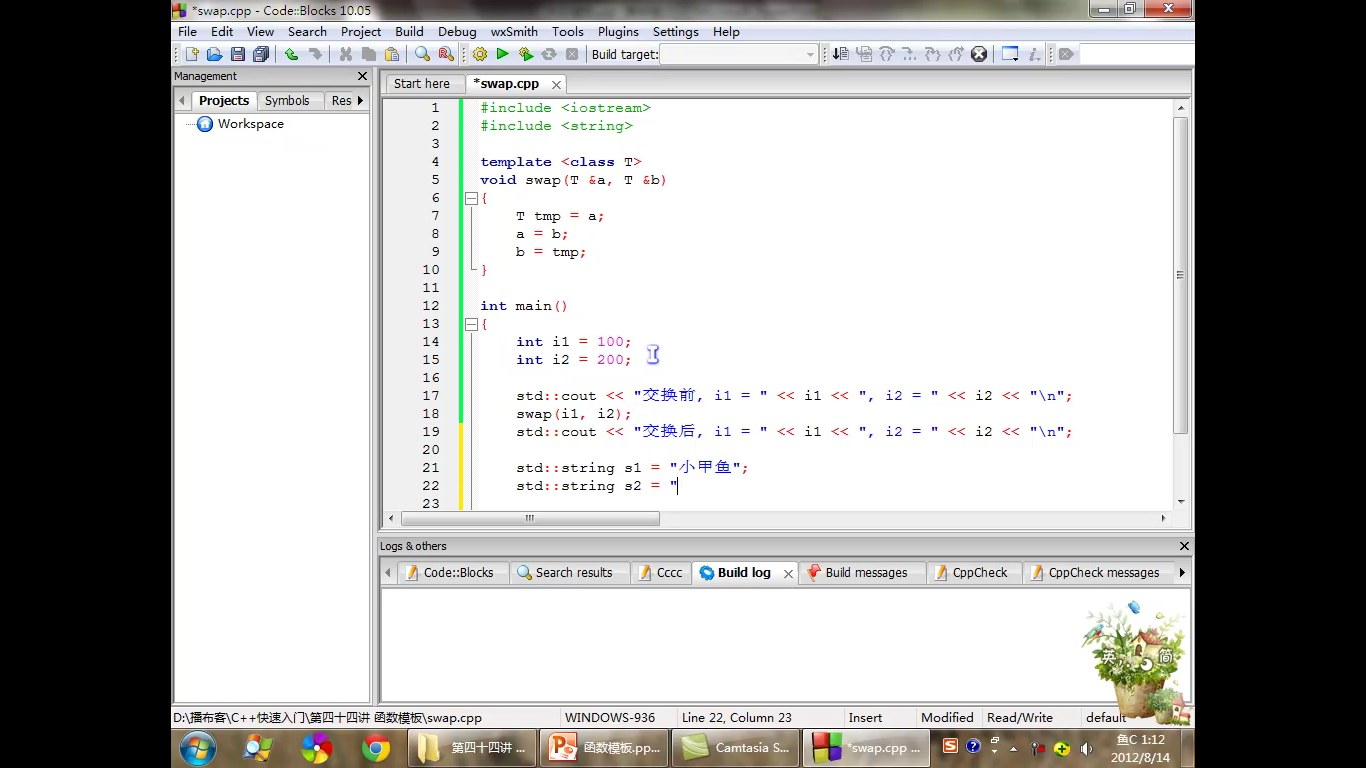 *swap.cpp - Code::Blocks 10.05
File Edit View Search Project Build Debug wxSmith Tools Plugins Settings Help
Build target:
Management
Projects Symbols Res
Workspace
Start here *swap.cpp
1 #include <iostream>
2 #include <string>
3
4 template <class T>
5 void swap(T &a, T &b)
6 {
7 T tmp = a;
8 a = b;
9 b = tmp;
10 }
11
12 int main()
13 {
14 int i1 = 100;
15 int i2 = 200;
16
17 std::cout << "交换前, i1 = " << i1 << ", i2 = " << i2 << "\n";
18 swap(i1, i2);
19 std::cout << "交换后, i1 = " << i1 << ", i2 = " << i2 << "\n";
20
21 std::string s1 = "小甲鱼";
22 std::string s2 = "
23
Logs & others
Code::Blocks Search results Cccc Build log Build messages CppCheck CppCheck messages
英 简
D:\播布客\C++快速入门\第四十四讲 函数模板\swap.cpp WINDOWS-936 Line 22, Column 23 Insert Modified Read/Write default
第四十四讲 ... 函数模板.pp... Camtasia S... *swap.cpp ... 鱼C 1:12
2012/8/14